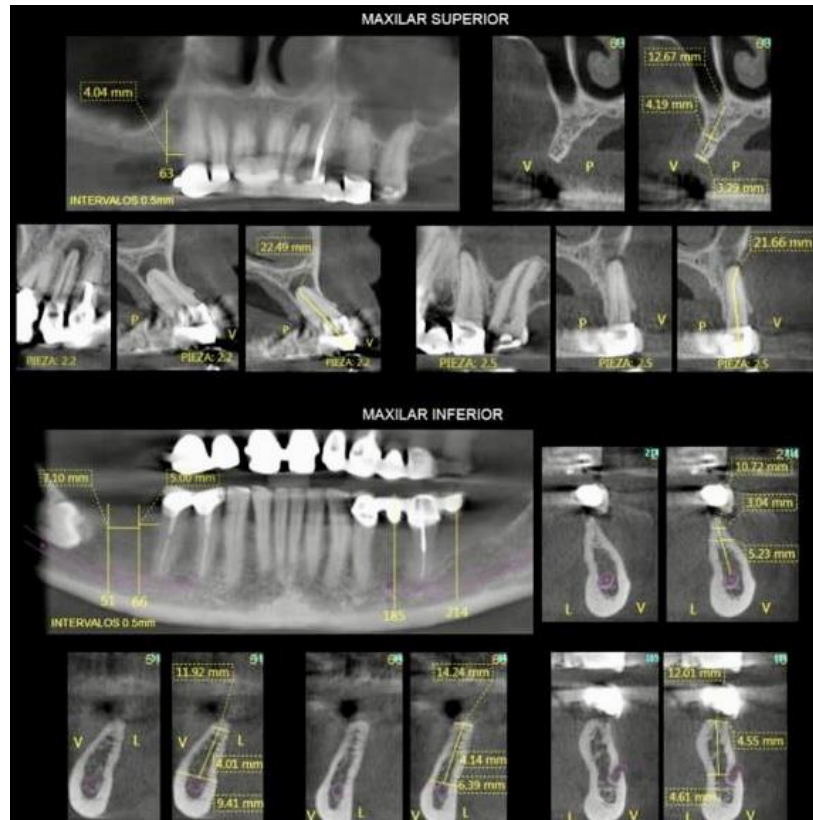 MAXILAR SUPERIOR
4.04 mm
63
INTERVALOS 0.5mm
V P
12.67 mm
4.19 mm
V P
3.29 mm
PIEZA: 2.2
P V
PIEZA: 2.2
22.49 mm
P V
PIEZA: 2.2
PIEZA: 2.5
P V
PIEZA: 2.5
21.66 mm
P V
PIEZA: 2.5
MAXILAR INFERIOR
7.10 mm
5.00 mm
51 66
185 214
INTERVALOS 0.5mm
214
L V
10.72 mm
3.04 mm
5.23 mm
L V
V L
11.92 mm
V L
4.01 mm
9.41 mm
V L
14.24 mm
4.14 mm
6.39 mm
V L
L V
12.01 mm
4.55 mm
4.61 mm
L V